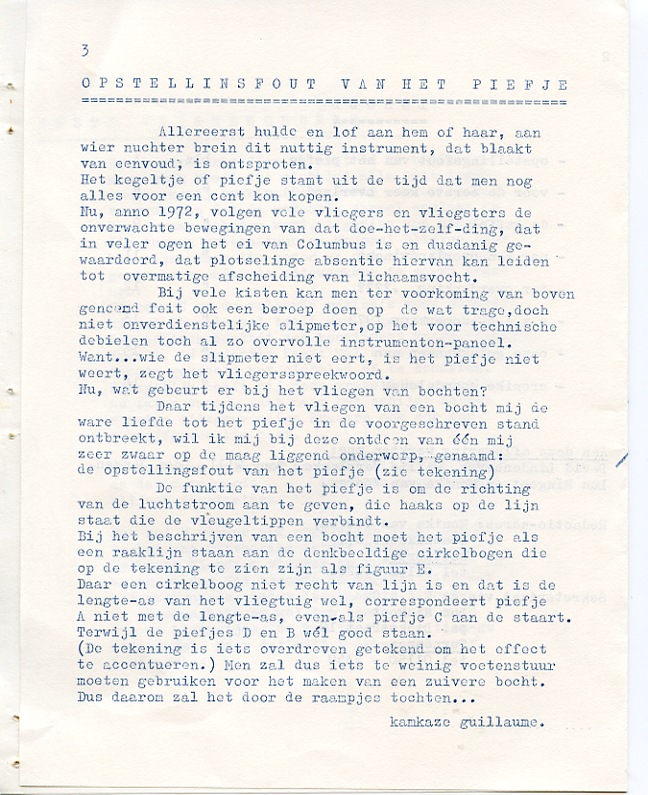 3
OPSTELLINSFOUT VAN HET PIEFJE
Allereerst hulde en lof aan hem of haar, aan
wier nuchter brein dit nuttig instrument, dat blaakt
van eenvoud, is ontsproten.
Het kegeltje of piefje stamt uit de tijd dat men nog
alles voor een cent kon kopen.
Nu, anno 1972, volgen vele vliegers en vliegsters de
onverwachte bewegingen van dat doe-het-zelf-ding, dat
in veler ogen het ei van Columbus is en dusdanig ge-
waardeerd, dat plotselinge absentie hiervan kan leiden
tot overmatige afscheiding van lichaamsvocht.
Bij vele kisten kan men ter voorkoming van boven
genoemd feit ook een beroep doen op de wat trage,doch
niet onverdienstelijke slipmeter,op het voor technische
debielen toch al zo overvolle instrumenten-paneel.
Want...wie de slipmeter niet eert, is het piefje niet
weert, zegt het vliegersspreekwoord.
Nu, wat gebeurt er bij het vliegen van bochten?
Daar tijdens het vliegen van een bocht mij de
ware liefde tot het piefje in de voorgeschreven stand
ontbreekt, wil ik mij bij deze ontdoen van één mij
zeer zwaar op de maag liggend onderwerp, genaamd:
de opstellingsfout van het piefje (zie tekening)
De funktie van het piefje is om de richting
van de luchtstroom aan te geven, die haaks op de lijn
staat die de vleugeltippen verbindt.
Bij het beschrijven van een bocht moet het piefje als
een raaklijn staan aan de denkbeeldige cirkelbogen die
op de tekening te zien zijn als figuur E.
Daar een cirkelboog niet recht van lijn is en dat is de
lengte-as van het vliegtuig wel, correspondeert piefje
A niet met de lengte-as, even-als piefje C aan de staart.
Terwijl de piefjes D en B wél goed staan.
(De tekening is iets overdreven getekend om het effect
te accentueren.) Men zal dus iets te weinig voetenstuur
moeten gebruiken voor het maken van een zuivere bocht.
Dus daarom zal het door de raampjes tochten...
kamkaze guillaume.